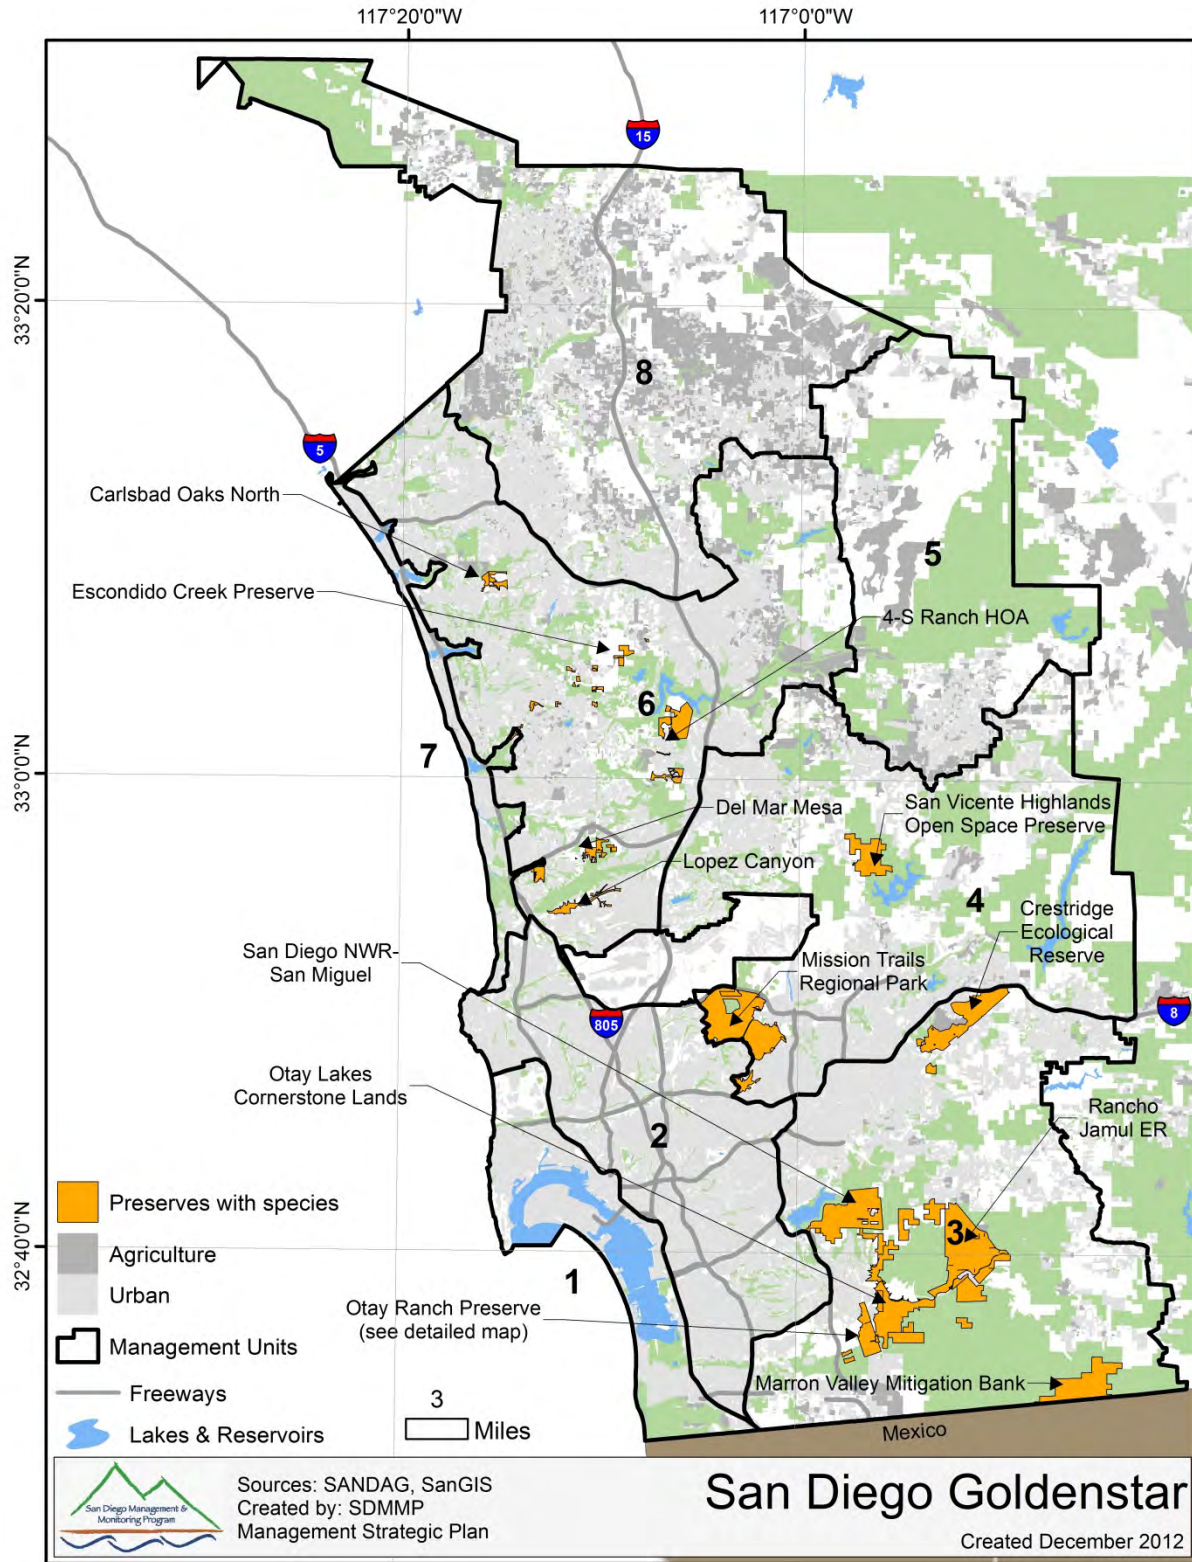 117°20'0"W
117°0'0"W
15
33°20'0"N
8
5
Carlsbad Oaks North
5
Escondido Creek Preserve
4-S Ranch HOA
6
7
33°0'0"N
Del Mar Mesa
San Vicente Highlands
Open Space Preserve
Lopez Canyon
4
Crestridge
Ecological
Reserve
San Diego NWR-
San Miguel
Mission Trails
Regional Park
8
805
Otay Lakes
Cornerstone Lands
Rancho
Jamul ER
2
3
32°40'0"N
1
Otay Ranch Preserve
(see detailed map)
Marron Valley Mitigation Bank
Mexico
Preserves with species
Agriculture
Urban
Management Units
Freeways
3
Miles
Lakes & Reservoirs
San Diego Management &
Monitoring Program
Sources: SANDAG, SanGIS
Created by: SDMMP
Management Strategic Plan
San Diego Goldenstar
Created December 2012